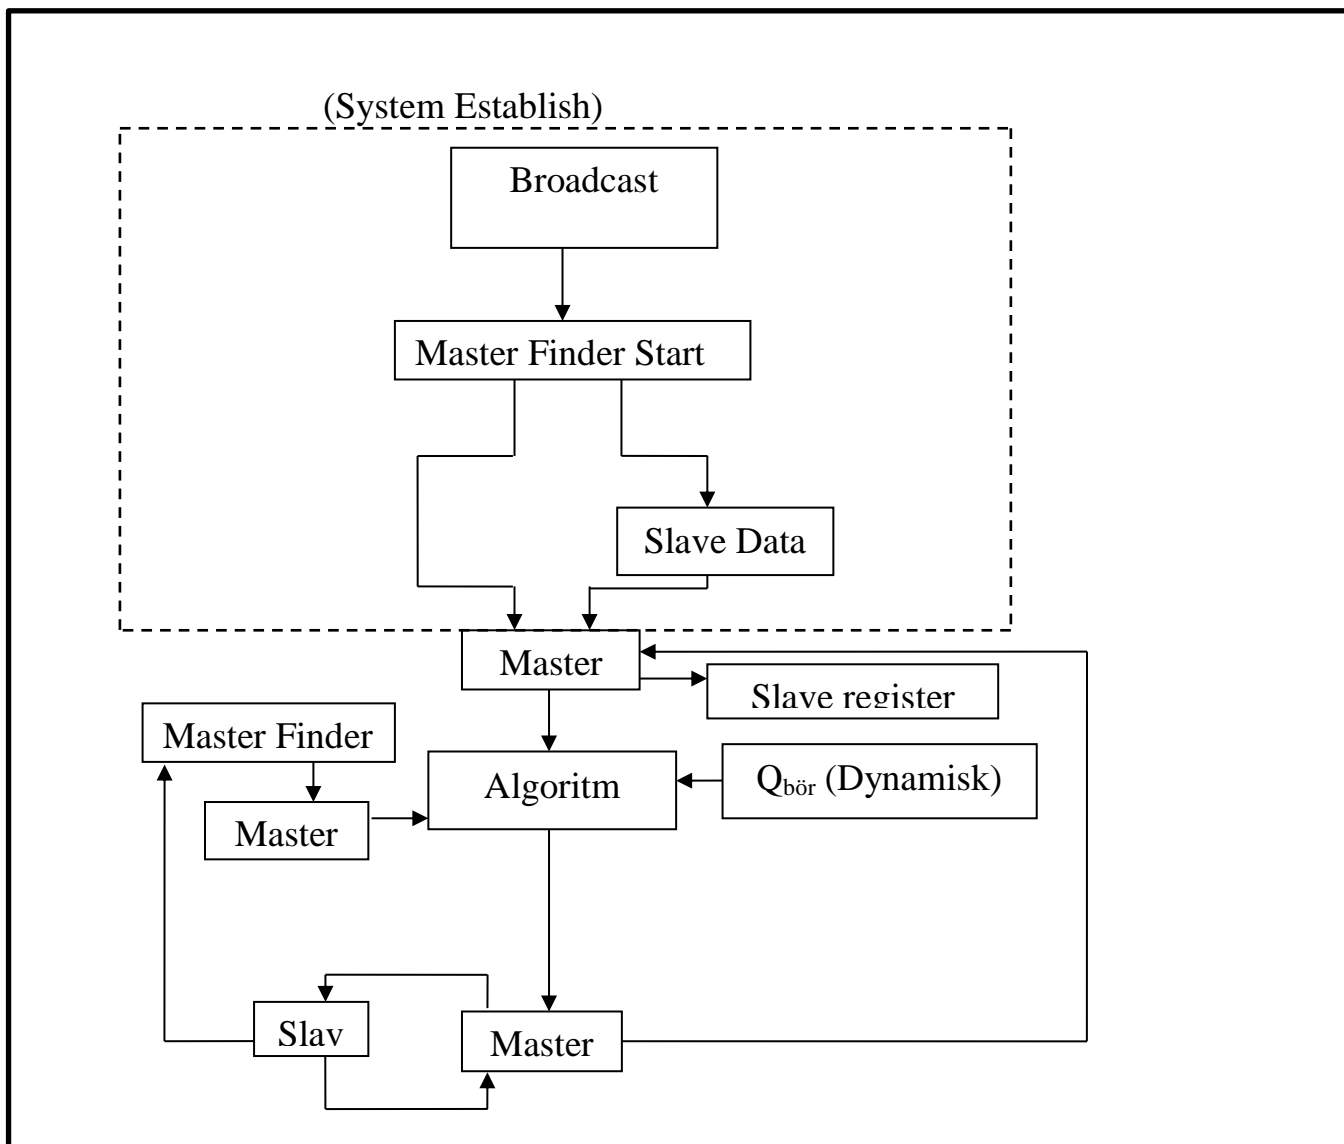 (System Establish)
Broadcast
Master Finder Start
Slave Data
Master
Slave register
Master Finder
Algoritm
Qbör (Dynamisk)
Master
Slav
Master